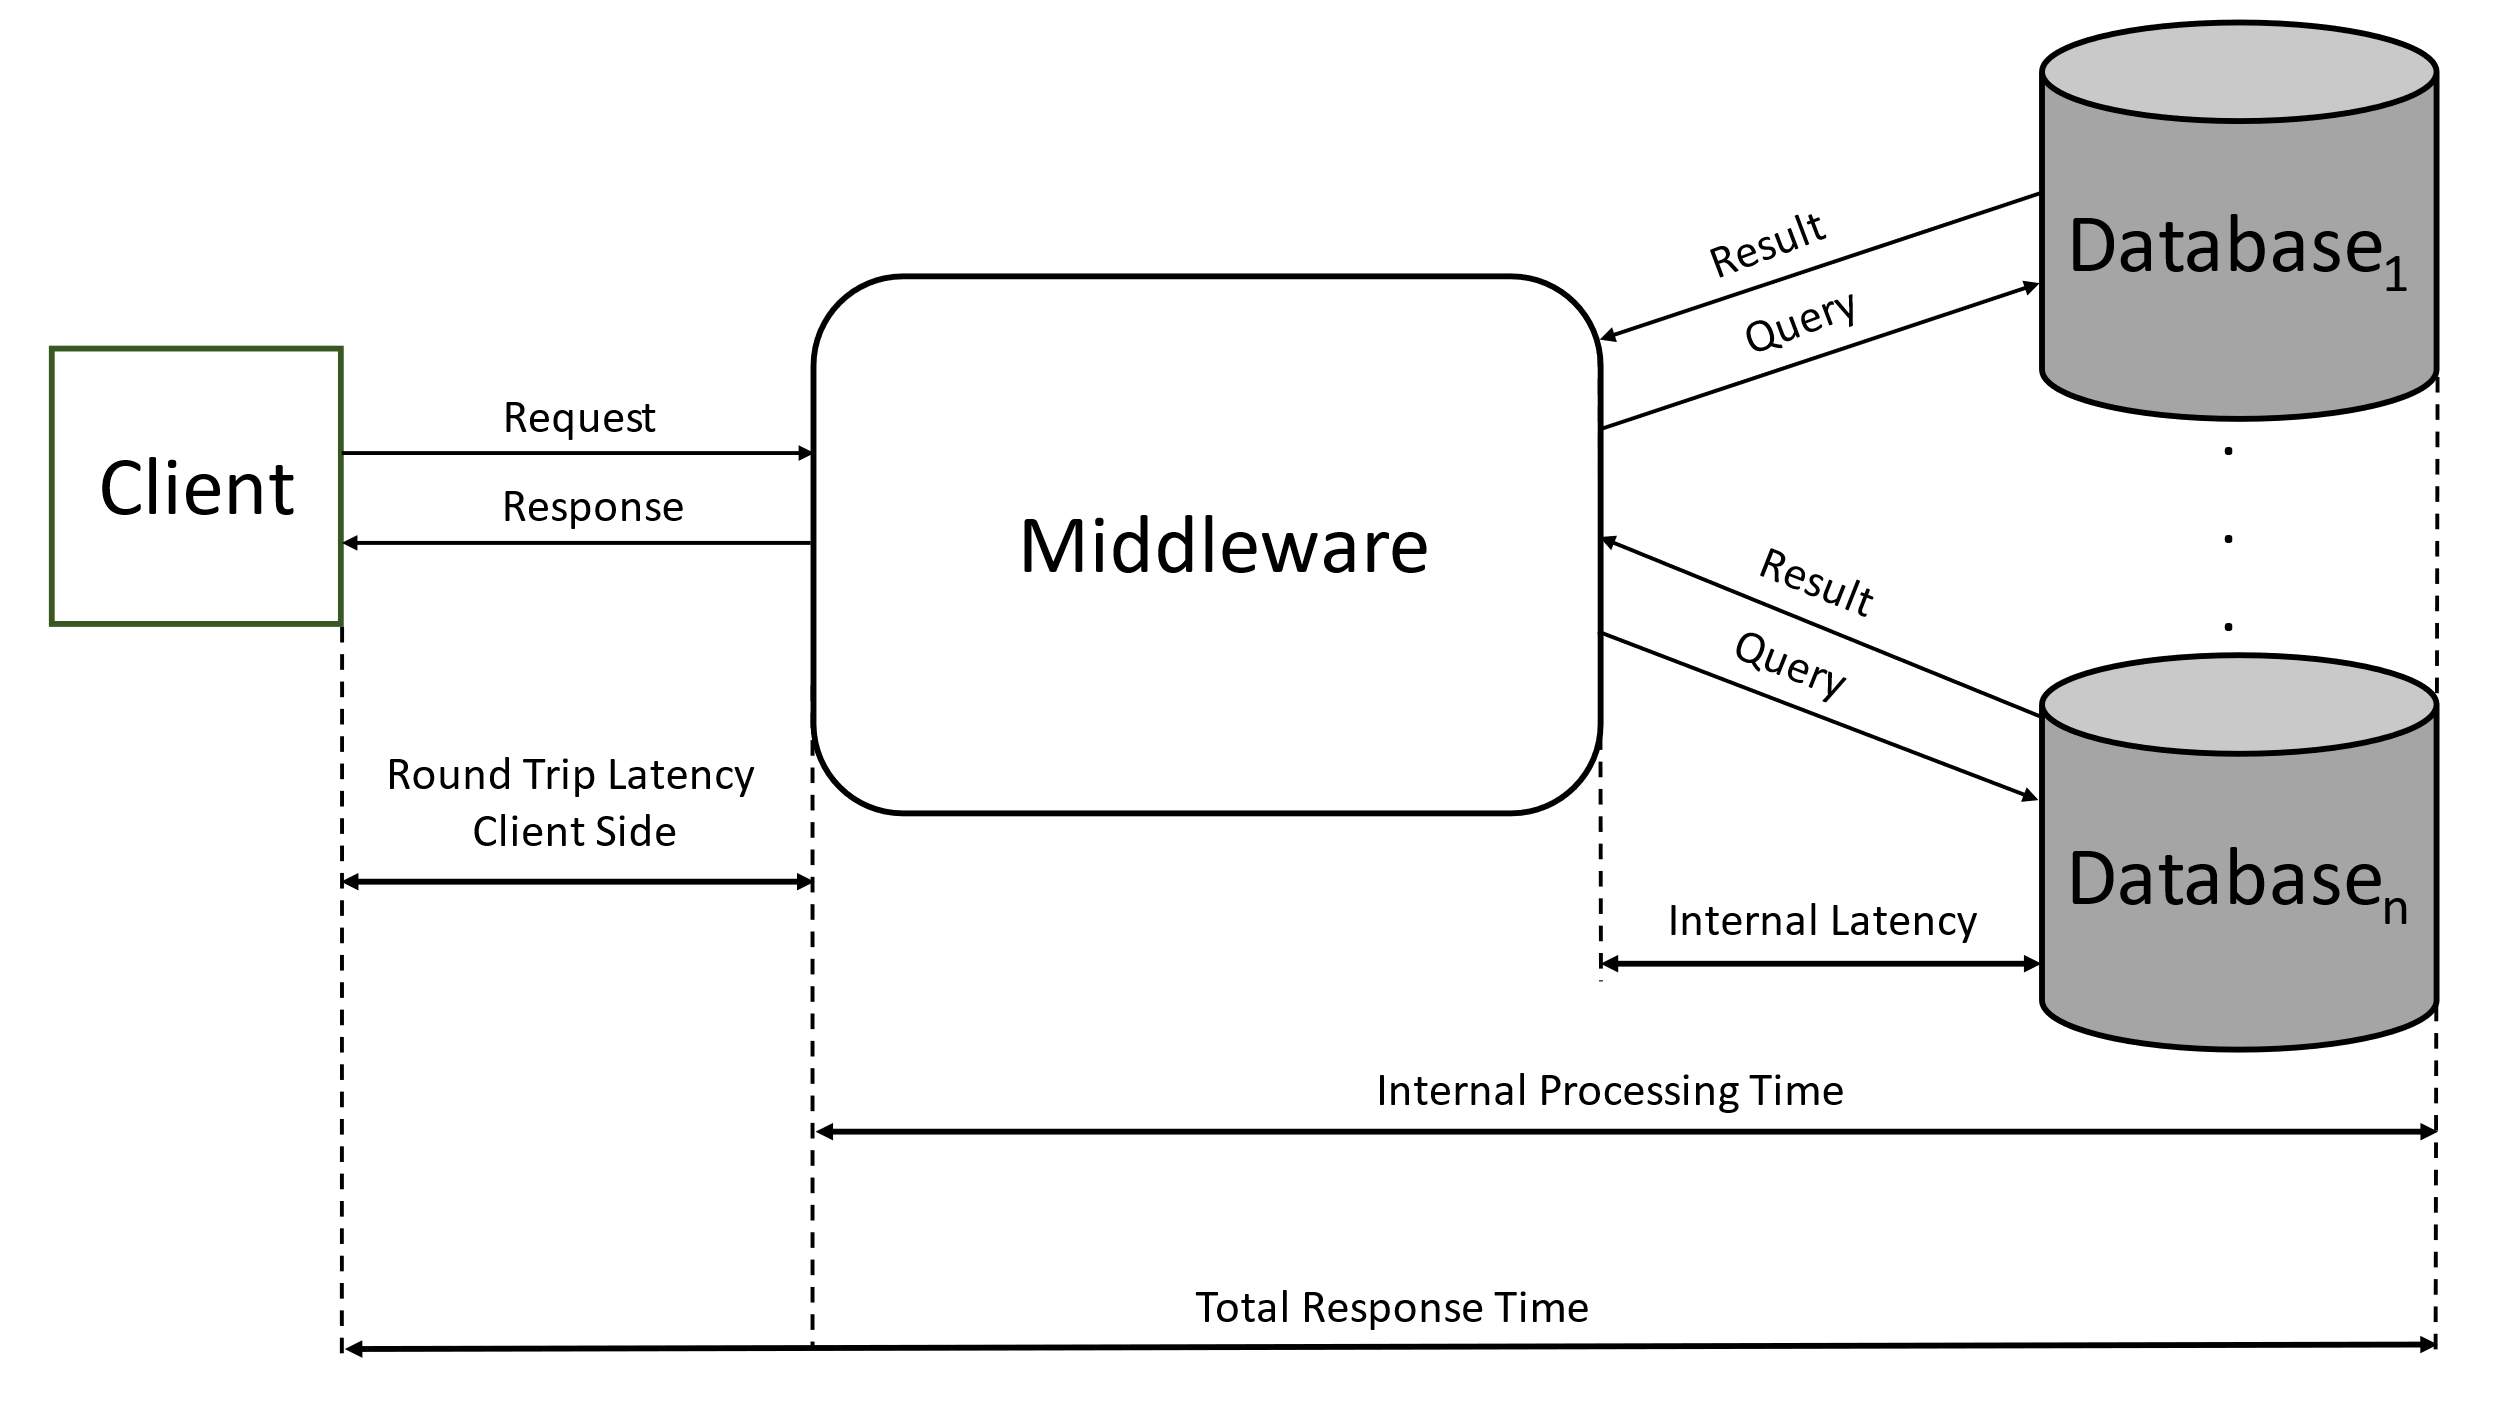 Client
Request
Response
Middleware
Result
Query
Database1
.
.
.
Result
Query
Databasen
Round Trip Latency
Client Side
Internal Latency
Internal Processing Time
Total Response Time